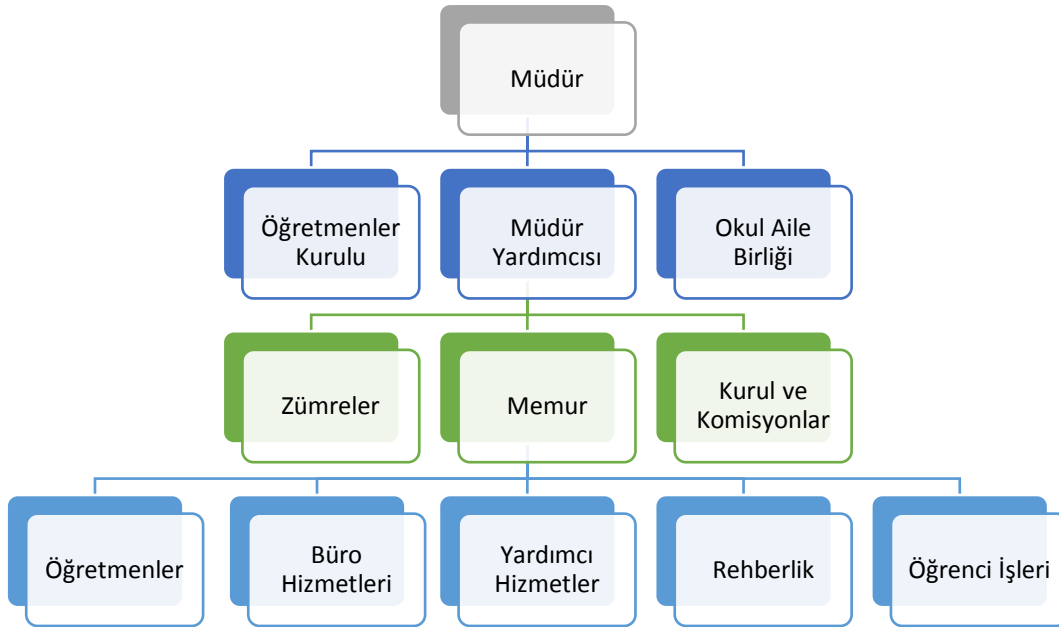 Müdür
Öğretmenler
Kurulu
Müdür
Yardımcısı
Okul Aile
Birliği
Zümreler
Memur
Kurul ve
Komisyonlar
Öğretmenler
Büro
Hizmetleri
Yardımcı
Hizmetler
Rehberlik
Öğrenci İşleri